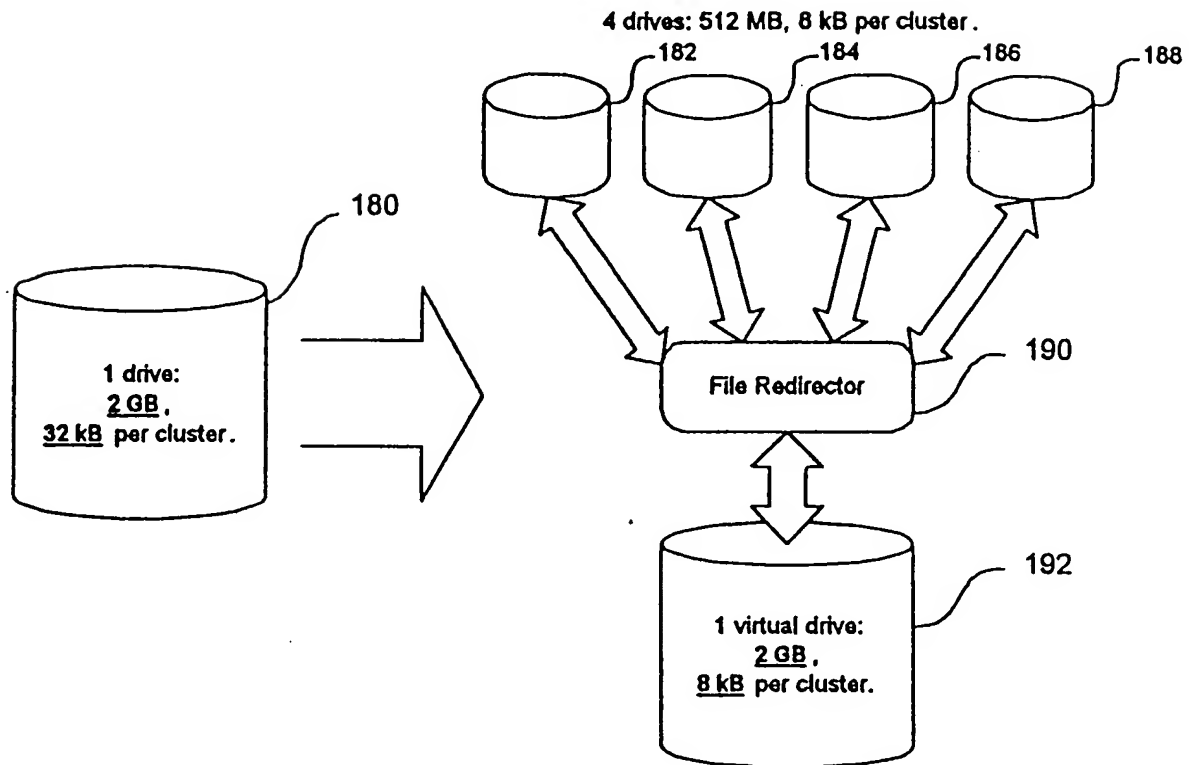 4 drives: 512 MB, 8 kB per cluster.
182
184
186
188
180
1 drive:
2 GB,
32 kB per cluster.
File Redirector
190
192
1 virtual drive:
2 GB,
8 kB per cluster.